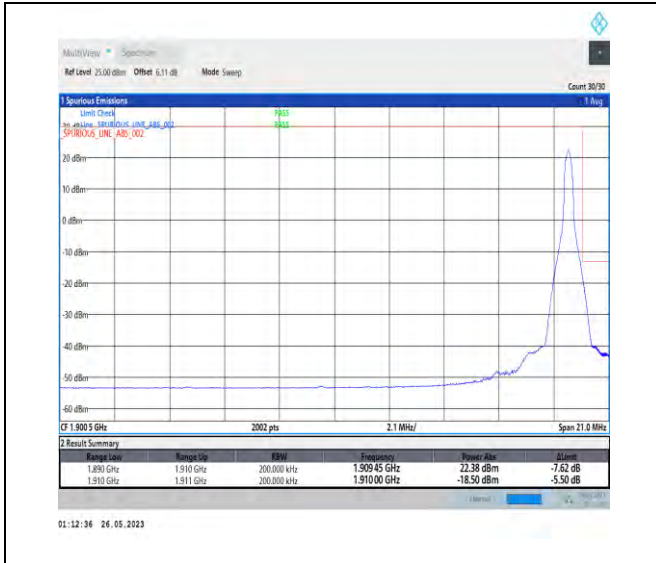 MultiView Spectrum
Ref Level 25.00 dBm Offset 6.11 dB Mode Sweep
Count 30/30
1 Spurious Emissions 1 Avg
Limit Check PASS
Line _SPURIOUS_LINE_ABS_002 PASS
_SPURIOUS_LINE_ABS_002
20 dBm
10 dBm
0 dBm
-10 dBm
-20 dBm
-30 dBm
-40 dBm
-50 dBm
-60 dBm
CF 1.900 5 GHz 2002 pts 2.1 MHz/ Span 21.0 MHz
2 Result Summary
Range Low Range Up RBW Frequency Power Abs ΔLimit
1.890 GHz 1.910 GHz 200.000 kHz 1.909 45 GHz 22.38 dBm -7.62 dB
1.910 GHz 1.911 GHz 200.000 kHz 1.910 00 GHz -18.50 dBm -5.50 dB
01:12:36 26.05.2023